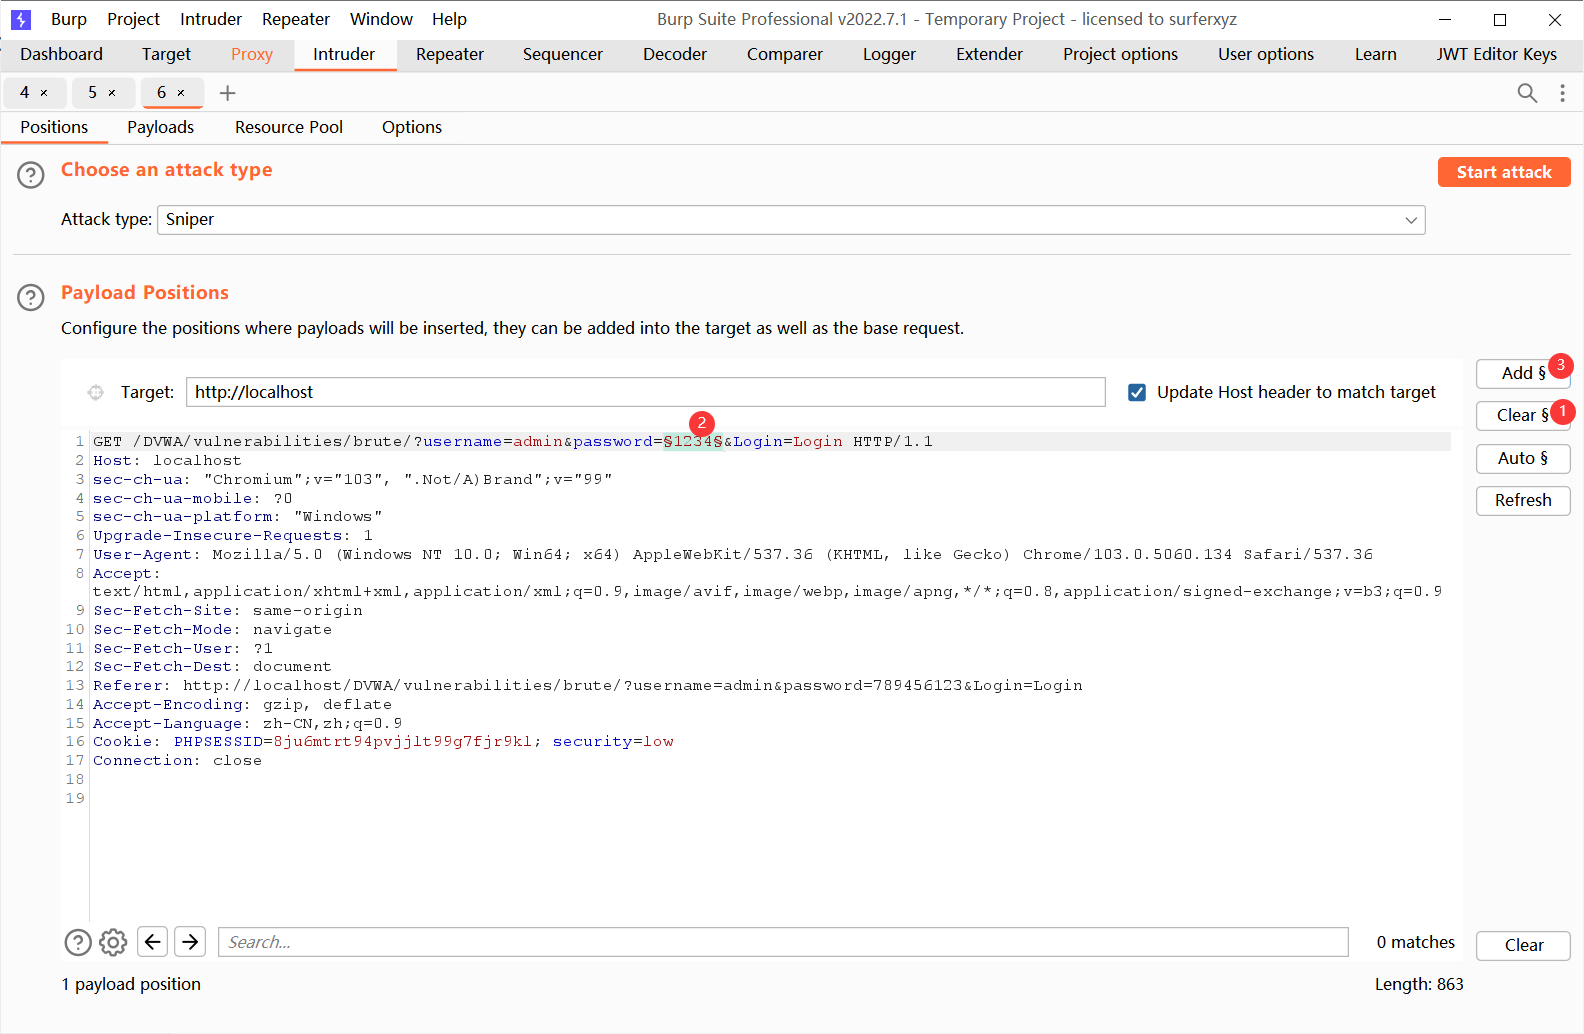 Burp Project Intruder Repeater Window Help Burp Suite Professional v2022.7.1 - Temporary Project - licensed to surferxyz
Dashboard Target Proxy Intruder Repeater Sequencer Decoder Comparer Logger Extender Project options User options Learn JWT Editor Keys
4 × 5 × 6 × +
Positions Payloads Resource Pool Options
? Choose an attack type Start attack
Attack type: Sniper
? Payload Positions
Configure the positions where payloads will be inserted, they can be added into the target as well as the base request.
Target: http://localhost Update Host header to match target
Add § 3
Clear § 1
Auto §
Refresh
2
1 GET /DVWA/vulnerabilities/brute/?username=admin&password=§1234§&Login=Login HTTP/1.1
2 Host: localhost
3 sec-ch-ua: "Chromium";v="103", ".Not/A)Brand";v="99"
4 sec-ch-ua-mobile: ?0
5 sec-ch-ua-platform: "Windows"
6 Upgrade-Insecure-Requests: 1
7 User-Agent: Mozilla/5.0 (Windows NT 10.0; Win64; x64) AppleWebKit/537.36 (KHTML, like Gecko) Chrome/103.0.5060.134 Safari/537.36
8 Accept:
text/html,application/xhtml+xml,application/xml;q=0.9,image/avif,image/webp,image/apng,*/*;q=0.8,application/signed-exchange;v=b3;q=0.9
9 Sec-Fetch-Site: same-origin
10 Sec-Fetch-Mode: navigate
11 Sec-Fetch-User: ?1
12 Sec-Fetch-Dest: document
13 Referer: http://localhost/DVWA/vulnerabilities/brute/?username=admin&password=789456123&Login=Login
14 Accept-Encoding: gzip, deflate
15 Accept-Language: zh-CN,zh;q=0.9
16 Cookie: PHPSESSID=8ju6mtrt94pvjjlt99g7fjr9kl; security=low
17 Connection: close
18
19
? Search... 0 matches Clear
1 payload position Length: 863